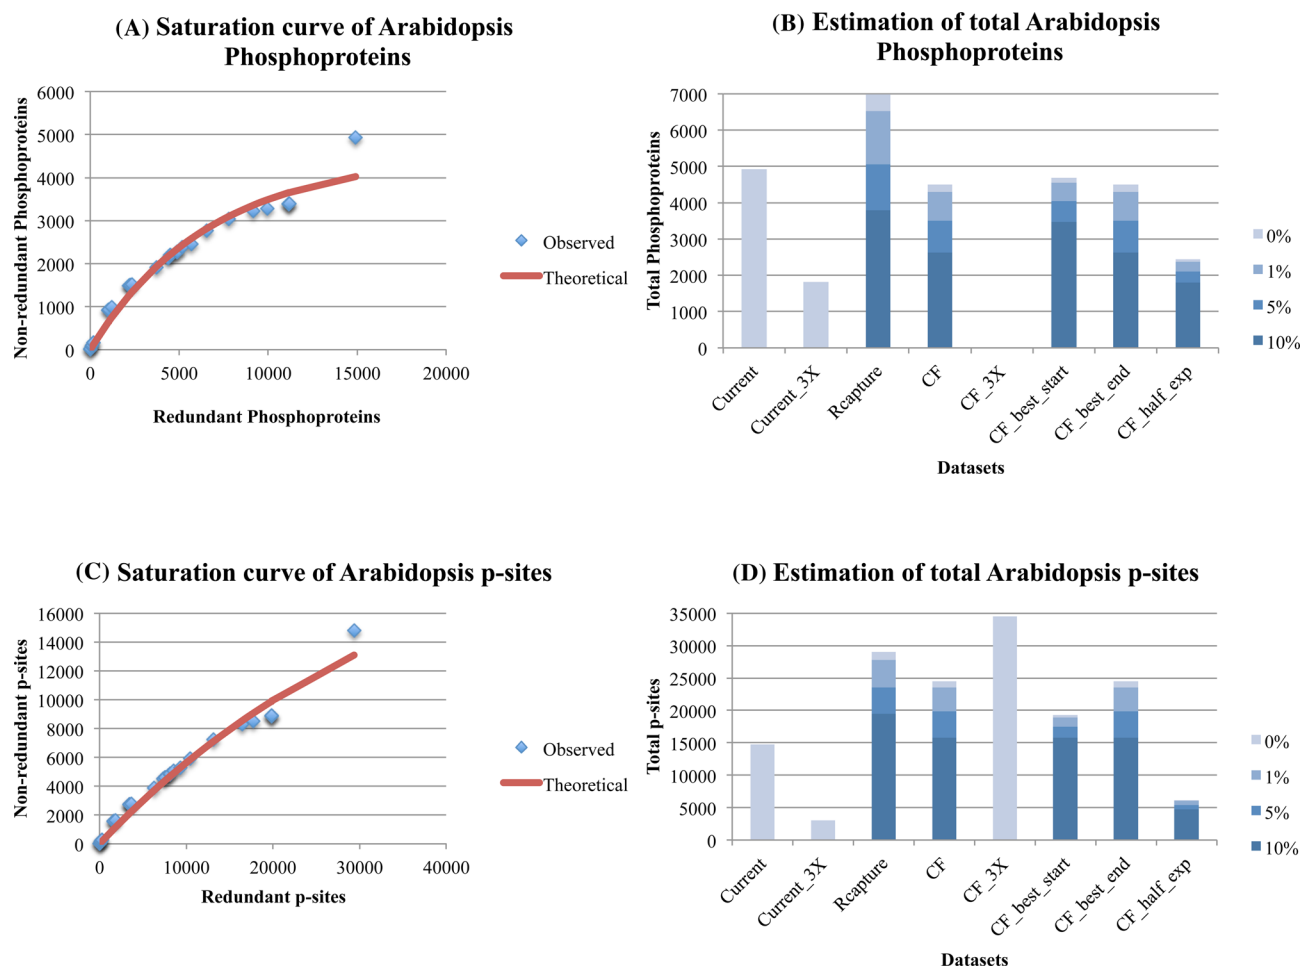 (A) Saturation curve of Arabidopsis
Phosphoproteins
Non-redundant Phosphoproteins
6000
5000
4000
3000
2000
1000
0
0 5000 10000 15000 20000
Redundant Phosphoproteins
Observed
Theoretical
(B) Estimation of total Arabidopsis
Phosphoproteins
Total Phosphoproteins
7000
6000
5000
4000
3000
2000
1000
0
Current
Current_3X
Rcapture
CF
CF_3X
CF_best_start
CF_best_end
CF_half_exp
Datasets
0%
1%
5%
10%
(C) Saturation curve of Arabidopsis p-sites
Non-redundant p-sites
16000
14000
12000
10000
8000
6000
4000
2000
0
0 10000 20000 30000 40000
Redundant p-sites
Observed
Theoretical
(D) Estimation of total Arabidopsis p-sites
Total p-sites
35000
30000
25000
20000
15000
10000
5000
0
Current
Current_3X
Rcapture
CF
CF_3X
CF_best_start
CF_best_end
CF_half_exp
Datasets
0%
1%
5%
10%